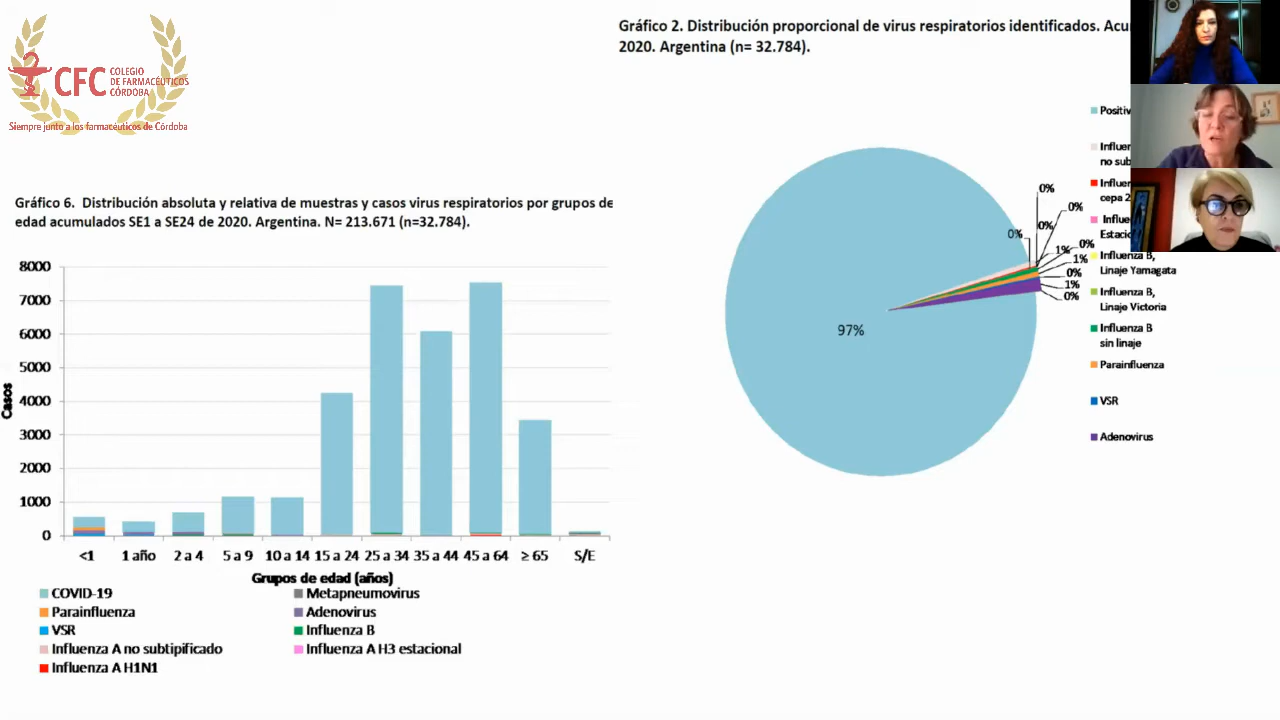 CFC
COLEGIO
DE FARMACÉUTICOS
CÓRDOBA
Siempre junto a los farmacéuticos de Córdoba
Gráfico 2. Distribución proporcional de virus respiratorios identificados.
2020. Argentina (n= 32.784).
Gráfico 6. Distribución absoluta y relativa de muestras y casos virus respiratorios por grupos de
edad acumulados SE1 a SE24 de 2020. Argentina. N= 213.671 (n=32.784).
8000
7000
6000
5000
4000
3000
2000
1000
0
Casos
<1
1 año
2 a 4
5 a 9
10 a 14
15 a 24
25 a 34
35 a 44
45 a 64
≥ 65
S/E
Grupos de edad (años)
COVID-19
Metapneumovirus
Parainfluenza
Adenovirus
VSR
Influenza B
Influenza A no subtipificado
Influenza A H3 estacional
Influenza A H1N1
97%
0%
0%
0%
0%
0%
1%
1%
0%
1%
0%
no sub
cepa 2
Influenza B,
Linaje Yamagata
Influenza B,
Linaje Victoria
Influenza B
sin linaje
Parainfluenza
VSR
Adenovirus